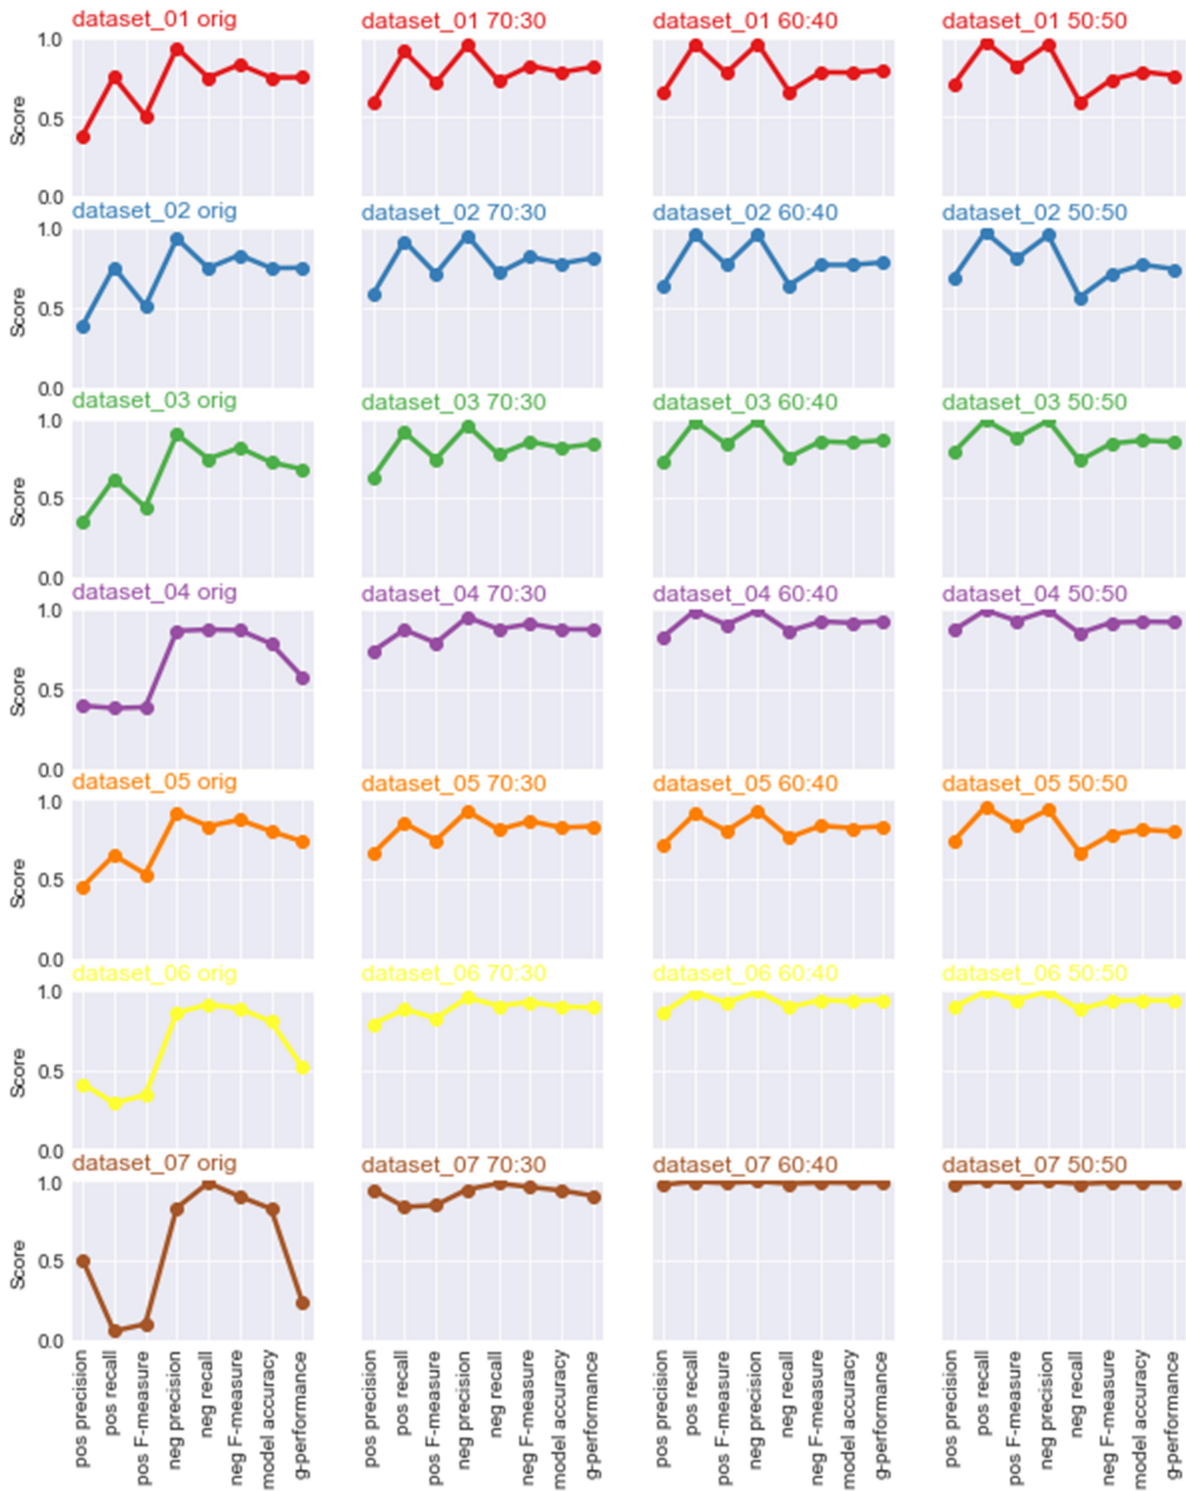 dataset_01 orig dataset_01 70:30 dataset_01 60:40 dataset_01 50:50
1.0
Score
0.5
0.0
dataset_02 orig dataset_02 70:30 dataset_02 60:40 dataset_02 50:50
1.0
Score
0.5
0.0
dataset_03 orig dataset_03 70:30 dataset_03 60:40 dataset_03 50:50
1.0
Score
0.5
0.0
dataset_04 orig dataset_04 70:30 dataset_04 60:40 dataset_04 50:50
1.0
Score
0.5
0.0
dataset_05 orig dataset_05 70:30 dataset_05 60:40 dataset_05 50:50
1.0
Score
0.5
0.0
dataset_06 orig dataset_06 70:30 dataset_06 60:40 dataset_06 50:50
1.0
Score
0.5
0.0
dataset_07 orig dataset_07 70:30 dataset_07 60:40 dataset_07 50:50
1.0
Score
0.5
0.0
pos precision
pos recall
pos F-measure
neg precision
neg recall
neg F-measure
model accuracy
g-performance
pos precision
pos recall
pos F-measure
neg precision
neg recall
neg F-measure
model accuracy
g-performance
pos precision
pos recall
pos F-measure
neg precision
neg recall
neg F-measure
model accuracy
g-performance
pos precision
pos recall
pos F-measure
neg precision
neg recall
neg F-measure
model accuracy
g-performance